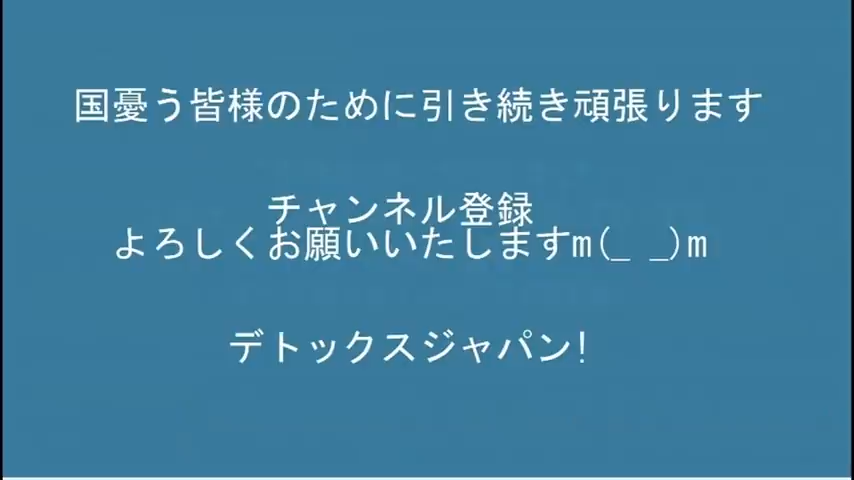 国憂う皆様のために引き続き頑張ります
チャンネル登録
よろしくお願いいたしますm(_ _)m
デトックスジャパン!